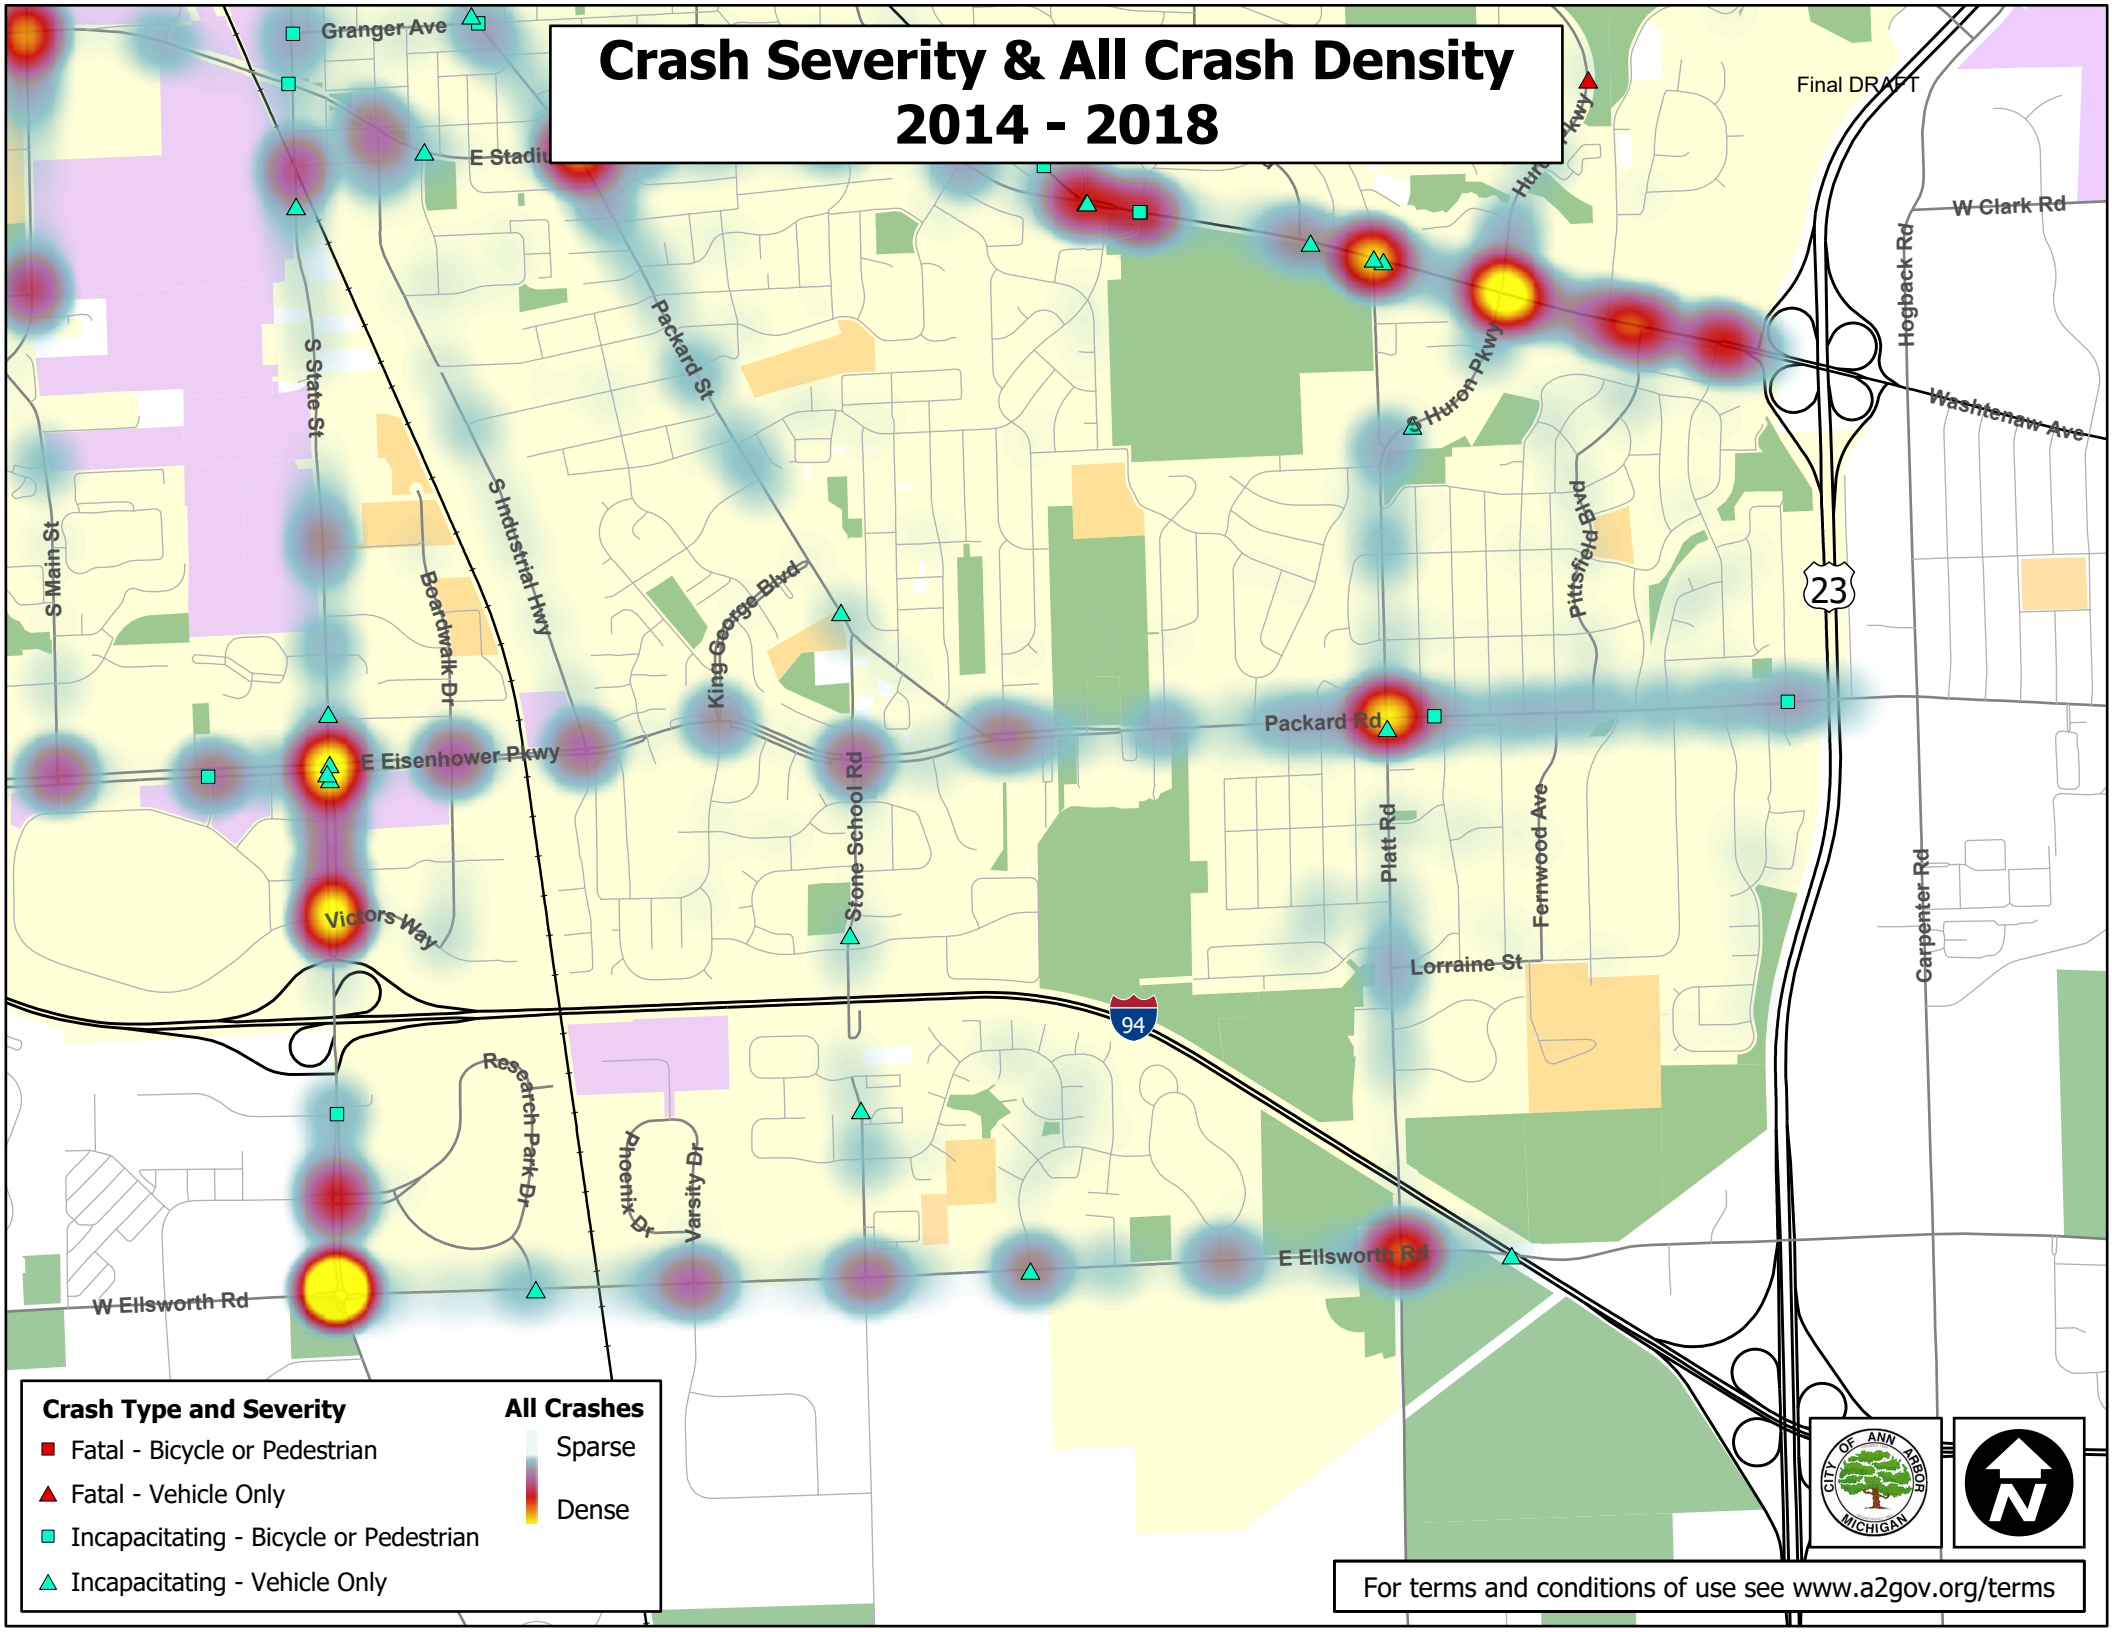 Crash Severity & All Crash Density
2014 - 2018
Final DRAFT
Granger Ave
E Stadiu
Huro
Pkwy
W Clark Rd
Hogback Rd
Washtenaw Ave
S State St
Packard St
S Huron Pkwy
S Main St
Boardwalk Dr
S Industrial Hwy
King George Blvd
Pittsfield Blvd
23
E Eisenhower Pkwy
Packard Rd
Stone School Rd
Platt Rd
Fernwood Ave
Carpenter Rd
Victors Way
Lorraine St
94
Research Park Dr
Phoenix Dr
Varsity Dr
W Ellsworth Rd
E Ellsworth Rd
Crash Type and Severity
Fatal - Bicycle or Pedestrian
Fatal - Vehicle Only
Incapacitating - Bicycle or Pedestrian
Incapacitating - Vehicle Only
All Crashes
Sparse
Dense
CITY OF ANN ARBOR
MICHIGAN
N
For terms and conditions of use see www.a2gov.org/terms